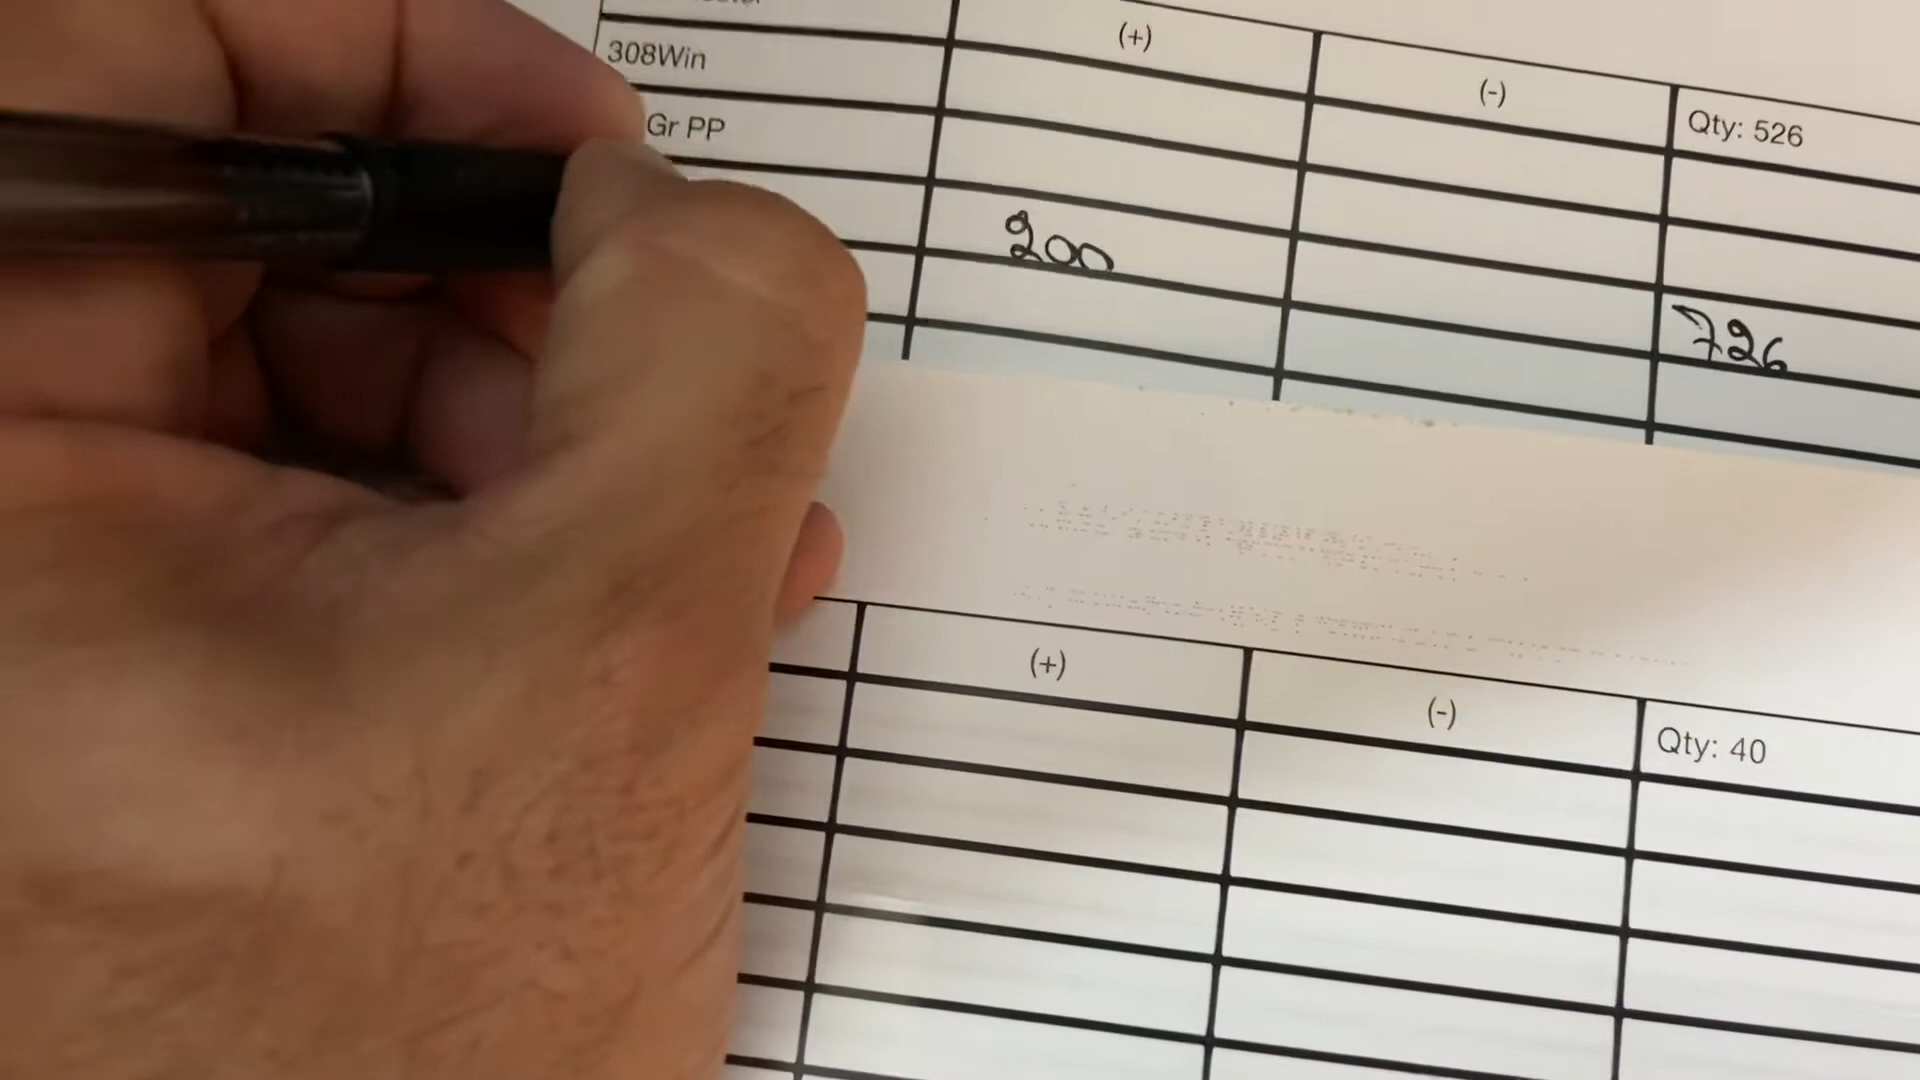 (+)
308Win
(-)
Gr PP
Qty: 526
200
726
(+)
(-)
Qty: 40